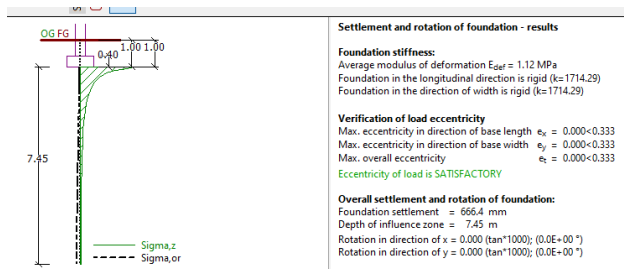 OG FG
1.00 1.00
0.40
7.45
Sigma,z
Sigma,or
Settlement and rotation of foundation - results
Foundation stiffness:
Average modulus of deformation Edef = 1.12 MPa
Foundation in the longitudinal direction is rigid (k=1714.29)
Foundation in the direction of width is rigid (k=1714.29)
Verification of load eccentricity
Max. eccentricity in direction of base length ex = 0.000<0.333
Max. eccentricity in direction of base width ey = 0.000<0.333
Max. overall eccentricity et = 0.000<0.333
Eccentricity of load is SATISFACTORY
Overall settlement and rotation of foundation:
Foundation settlement = 666.4 mm
Depth of influence zone = 7.45 m
Rotation in direction of x = 0.000 (tan*1000); (0.0E+00 °)
Rotation in direction of y = 0.000 (tan*1000); (0.0E+00 °)